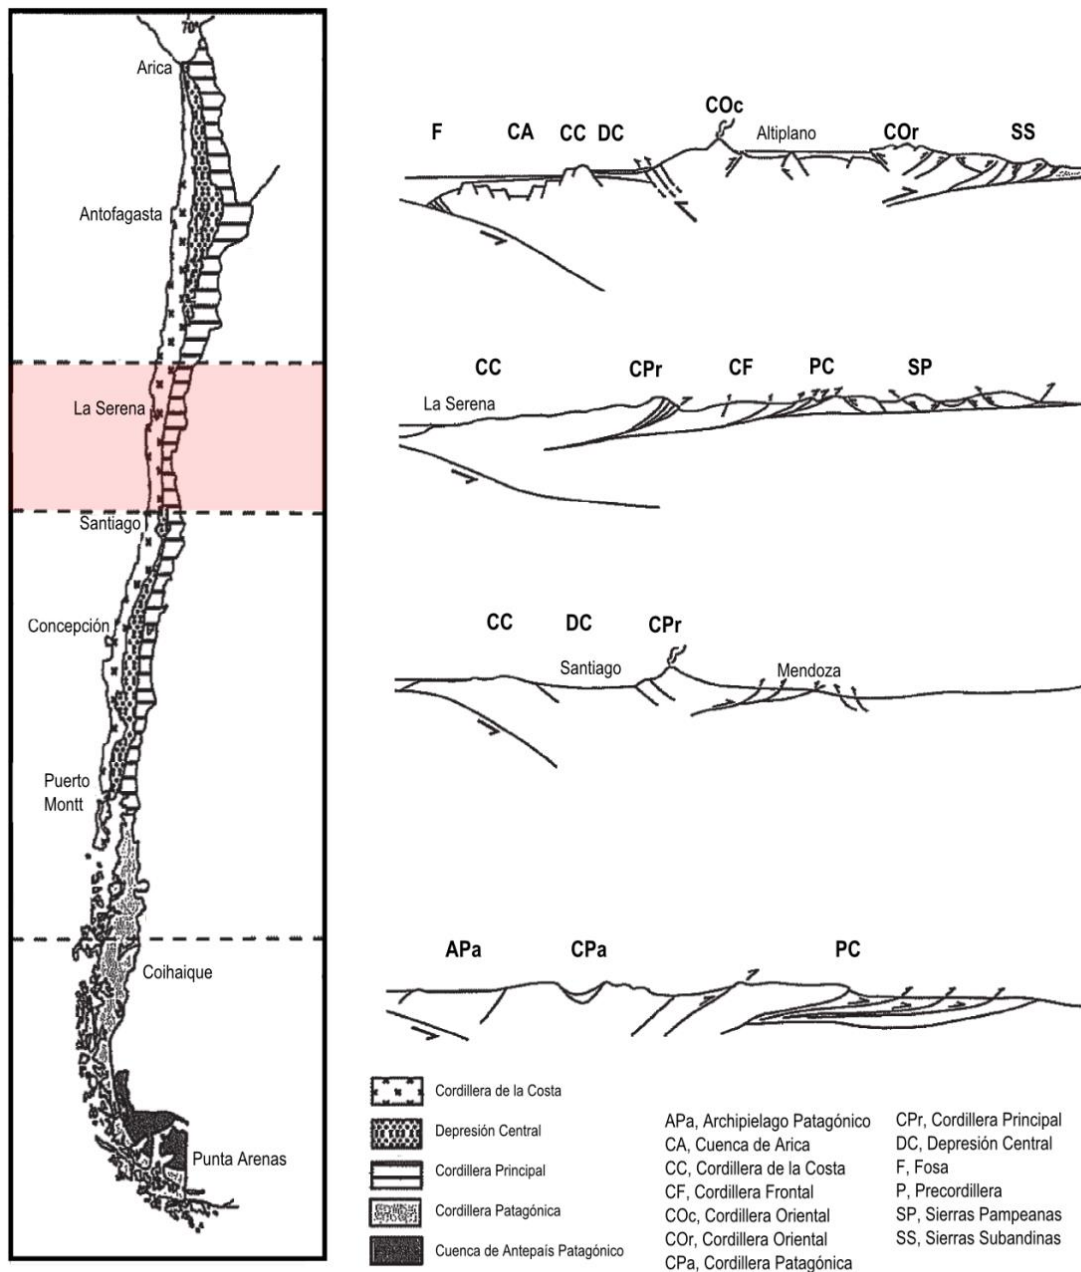 70°
Arica
Antofagasta
La Serena
Santiago
Concepción
Puerto
Montt
Coihaique
Punta Arenas
F CA CC DC COc Altiplano COr SS
CC CPr CF PC SP
La Serena
CC DC CPr
Santiago Mendoza
APa CPa PC
Cordillera de la Costa
Depresión Central
Cordillera Principal
Cordillera Patagónica
Cuenca de Antepaís Patagónico
APa, Archipielago Patagónico
CA, Cuenca de Arica
CC, Cordillera de la Costa
CF, Cordillera Frontal
COc, Cordillera Oriental
COr, Cordillera Oriental
CPa, Cordillera Patagónica
CPr, Cordillera Principal
DC, Depresión Central
F, Fosa
P, Precordillera
SP, Sierras Pampeanas
SS, Sierras Subandinas